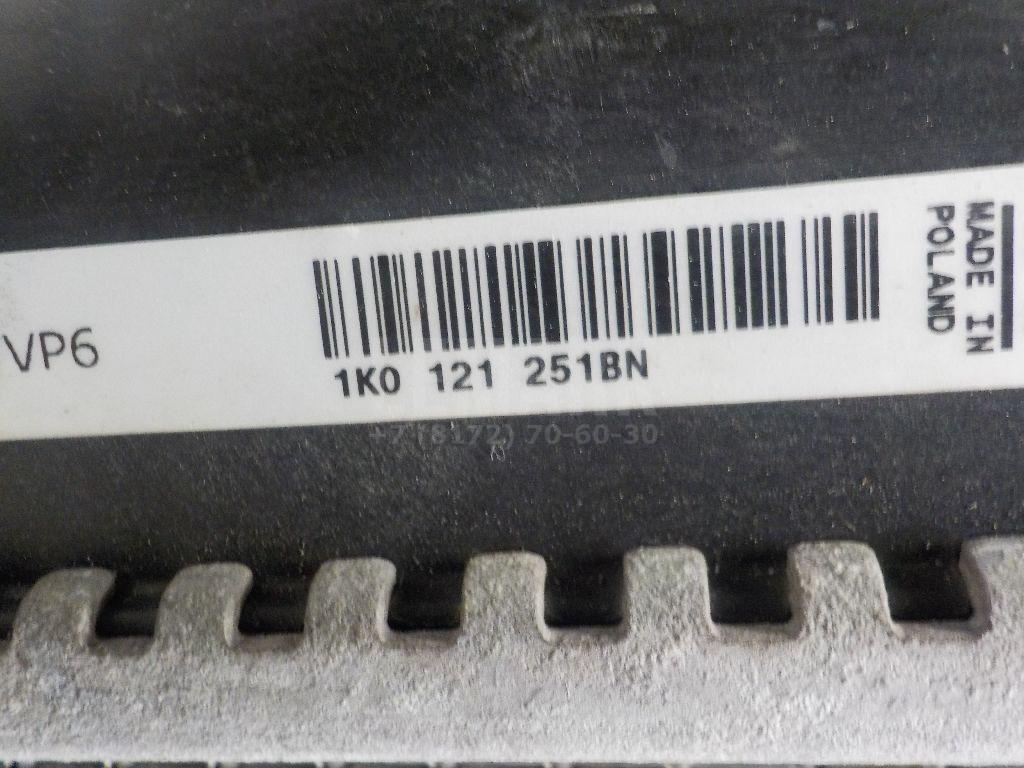 VP6
1K0 121 251BN
MADE IN
POLAND
+7 (8172) 70-60-30